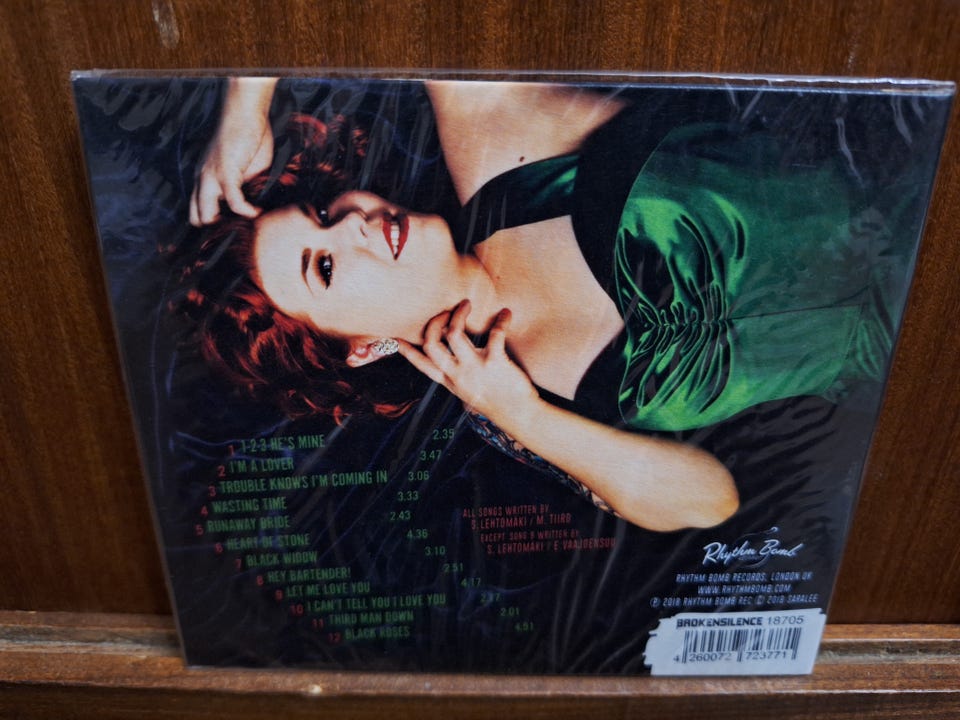 1 1-2-3-HE'S MINE 2.35
2 I'M A LOVER 3.47
3 TROUBLE KNOWS I'M COMING IN 3.06
4 WASTING TIME 3.33
5 RUNAWAY BRIDE 2.43
6 HEART OF STONE 4.36
7 BLACK WIDOW 3.10
8 HEY BARTENDER! 2.51
9 LET ME LOVE YOU 4.17
10 I CAN'T TELL YOU I LOVE YOU 2.37
11 THIRD MAN DOWN 2.01
12 BLACK ROSES 4.51
ALL SONGS WRITTEN BY
S. LEHTOMÄKI / M. TIIRO
EXCEPT SONG 8 WRITTEN BY
S. LEHTOMÄKI / E. VAAJOENSUU
Rhythm Bomb
RHYTHM BOMB RECORDS, LONDON UK
WWW.RHYTHMBOMB.COM
Ⓟ 2018 RHYTHM BOMB REC © 2018 SARALEE
BROKENSILENCE 18705
4 260072 723771